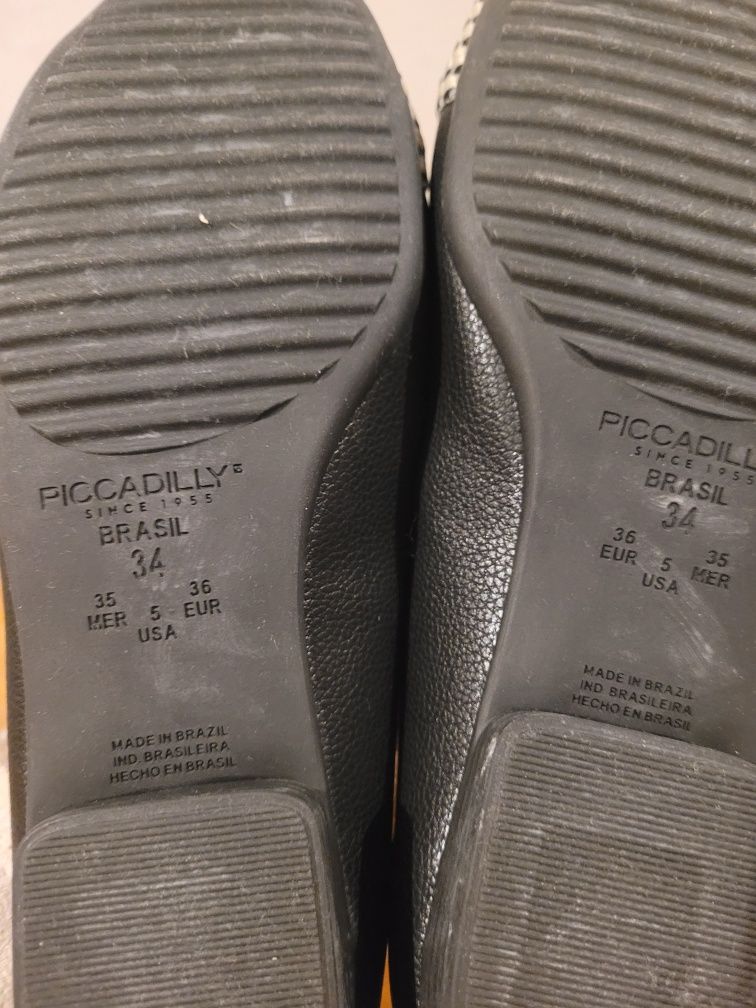 PICCADILLY®
SINCE 1955
BRASIL
34
35 36
MER 5 EUR
USA
MADE IN BRAZIL
IND. BRASILEIRA
HECHO EN BRASIL
PICCADILL
SINCE 1955
BRASIL
34
36 35
EUR 5 MER
USA
MADE IN BRAZIL
IND. BRASILEIRA
HECHO EN BRASIL